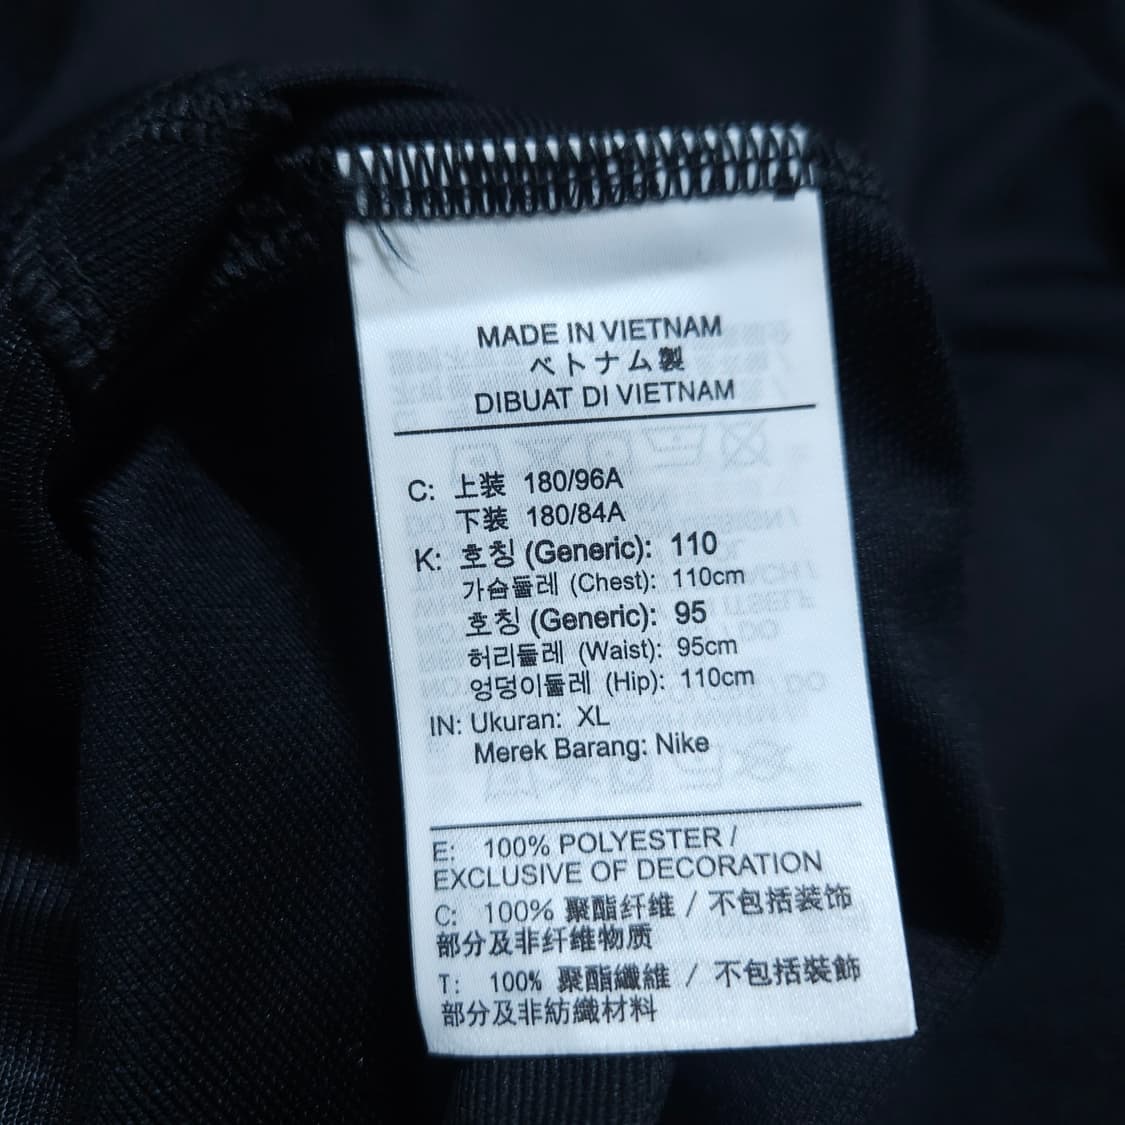 MADE IN VIETNAM
ベトナム製
DIBUAT DI VIETNAM
C: 上装 180/96A
下装 180/84A
K: 호칭 (Generic): 110
가슴둘레 (Chest): 110cm
호칭 (Generic): 95
허리둘레 (Waist): 95cm
엉덩이둘레 (Hip): 110cm
IN: Ukuran: XL
Merek Barang: Nike
E: 100% POLYESTER /
EXCLUSIVE OF DECORATION
C: 100% 聚酯纤维 / 不包括装饰
部分及非纤维物质
T: 100% 聚酯纖維 / 不包括裝飾
部分及非紡織材料